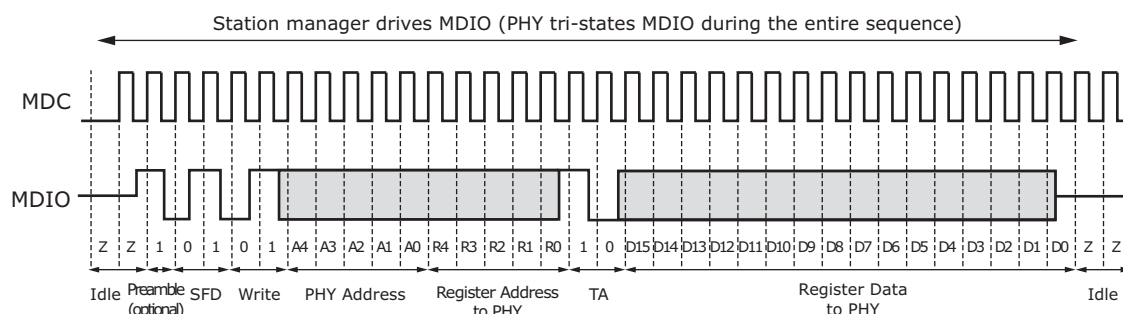 Station manager drives MDIO (PHY tri-states MDIO during the entire sequence)
MDC
MDIO
Z Z 1 0 1 0 1 A4 A3 A2 A1 A0 R4 R3 R2 R1 R0 1 0 D15 D14 D13 D12 D11 D10 D9 D8 D7 D6 D5 D4 D3 D2 D1 D0 Z Z
Idle Preamble (optional) SFD Write PHY Address Register Address to PHY TA Register Data to PHY Idle